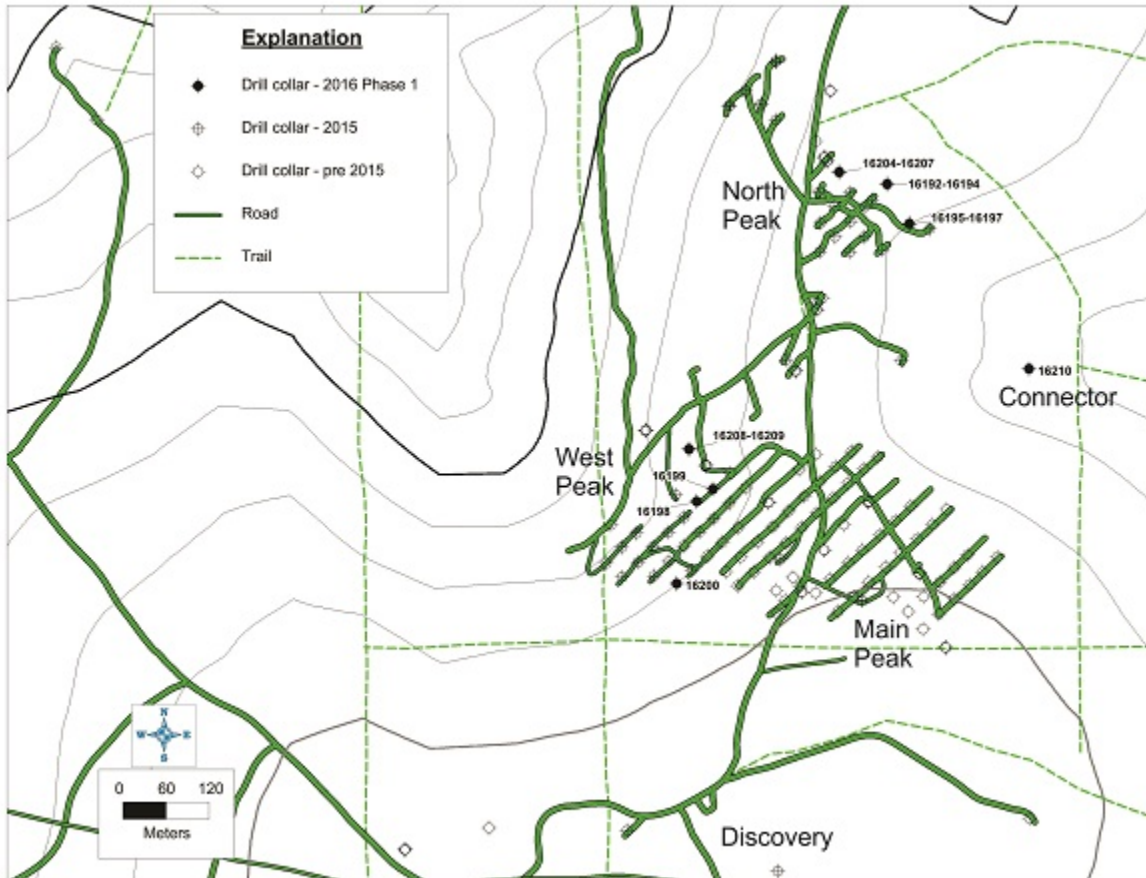 Explanation
Drill collar - 2016 Phase 1
Drill collar - 2015
Drill collar - pre 2015
Road
Trail
16204-16207
16192-16194
North
Peak
16195-16197
16210
Connector
16208-16209
West
Peak
16199
16198
16200
Main
Peak
N
W E
S
0 60 120
Meters
Discovery